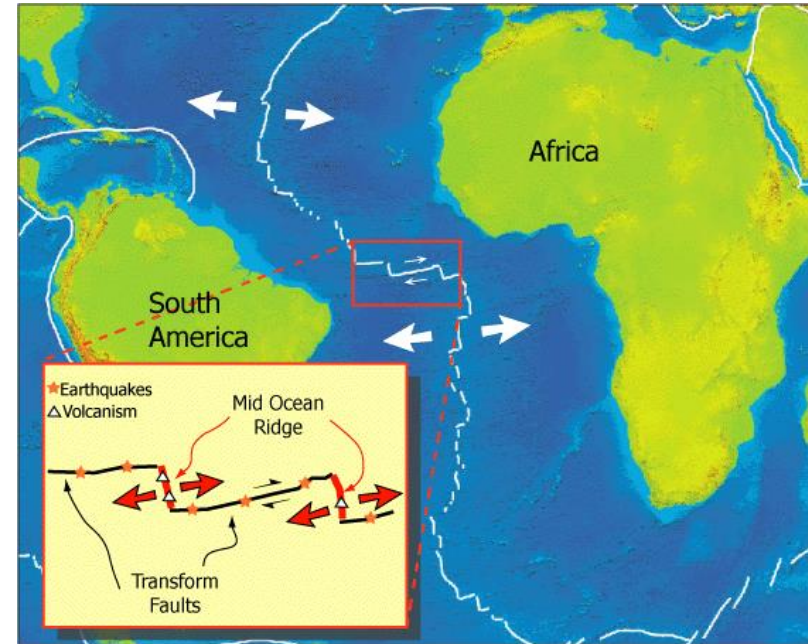 Africa
South
America
Earthquakes
Volcanism
Mid Ocean
Ridge
Transform
Faults